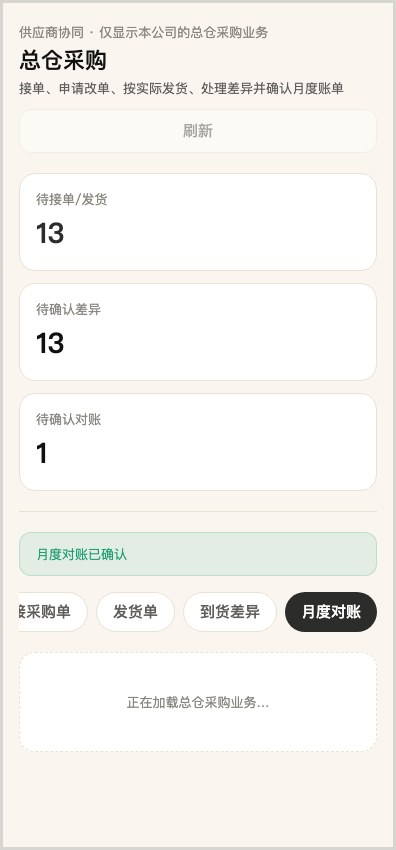 供应商协同 · 仅显示本公司的总仓采购业务
总仓采购
接单、申请改单、按实际发货、处理差异并确认月度账单
刷新
待接单/发货
13
待确认差异
13
待确认对账
1
月度对账已确认
采购单
发货单
到货差异
月度对账
正在加载总仓采购业务...